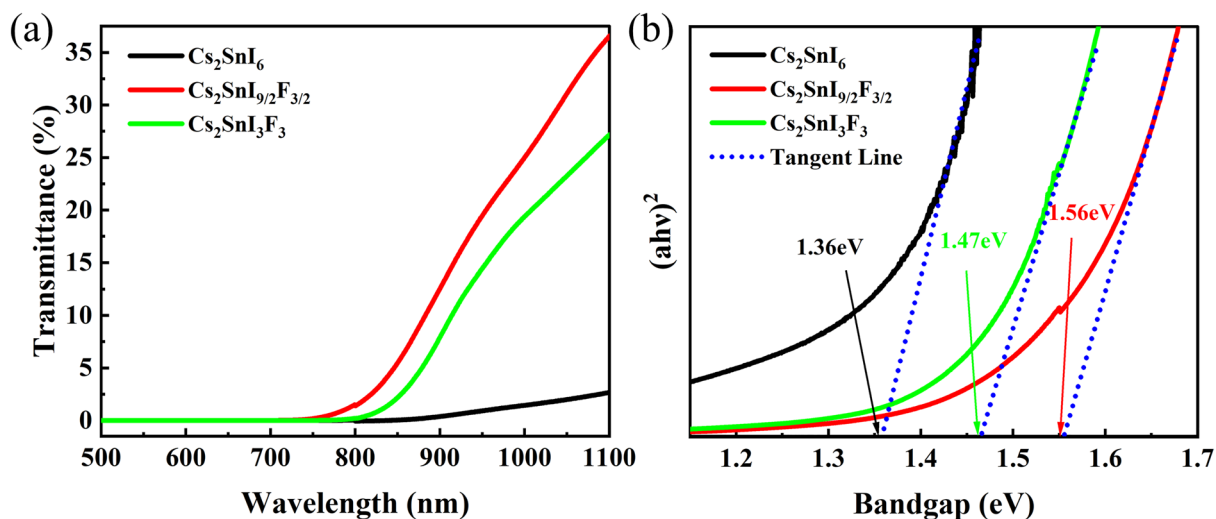 (a)
Cs₂SnI₆
Cs₂SnI₉/₂F₃/₂
Cs₂SnI₃F₃
Transmittance (%)
35
30
25
20
15
10
5
0
500 600 700 800 900 1000 1100
Wavelength (nm)
(b)
Cs₂SnI₆
Cs₂SnI₉/₂F₃/₂
Cs₂SnI₃F₃
Tangent Line
1.36eV
1.47eV
1.56eV
(ahν)²
1.2 1.3 1.4 1.5 1.6 1.7
Bandgap (eV)